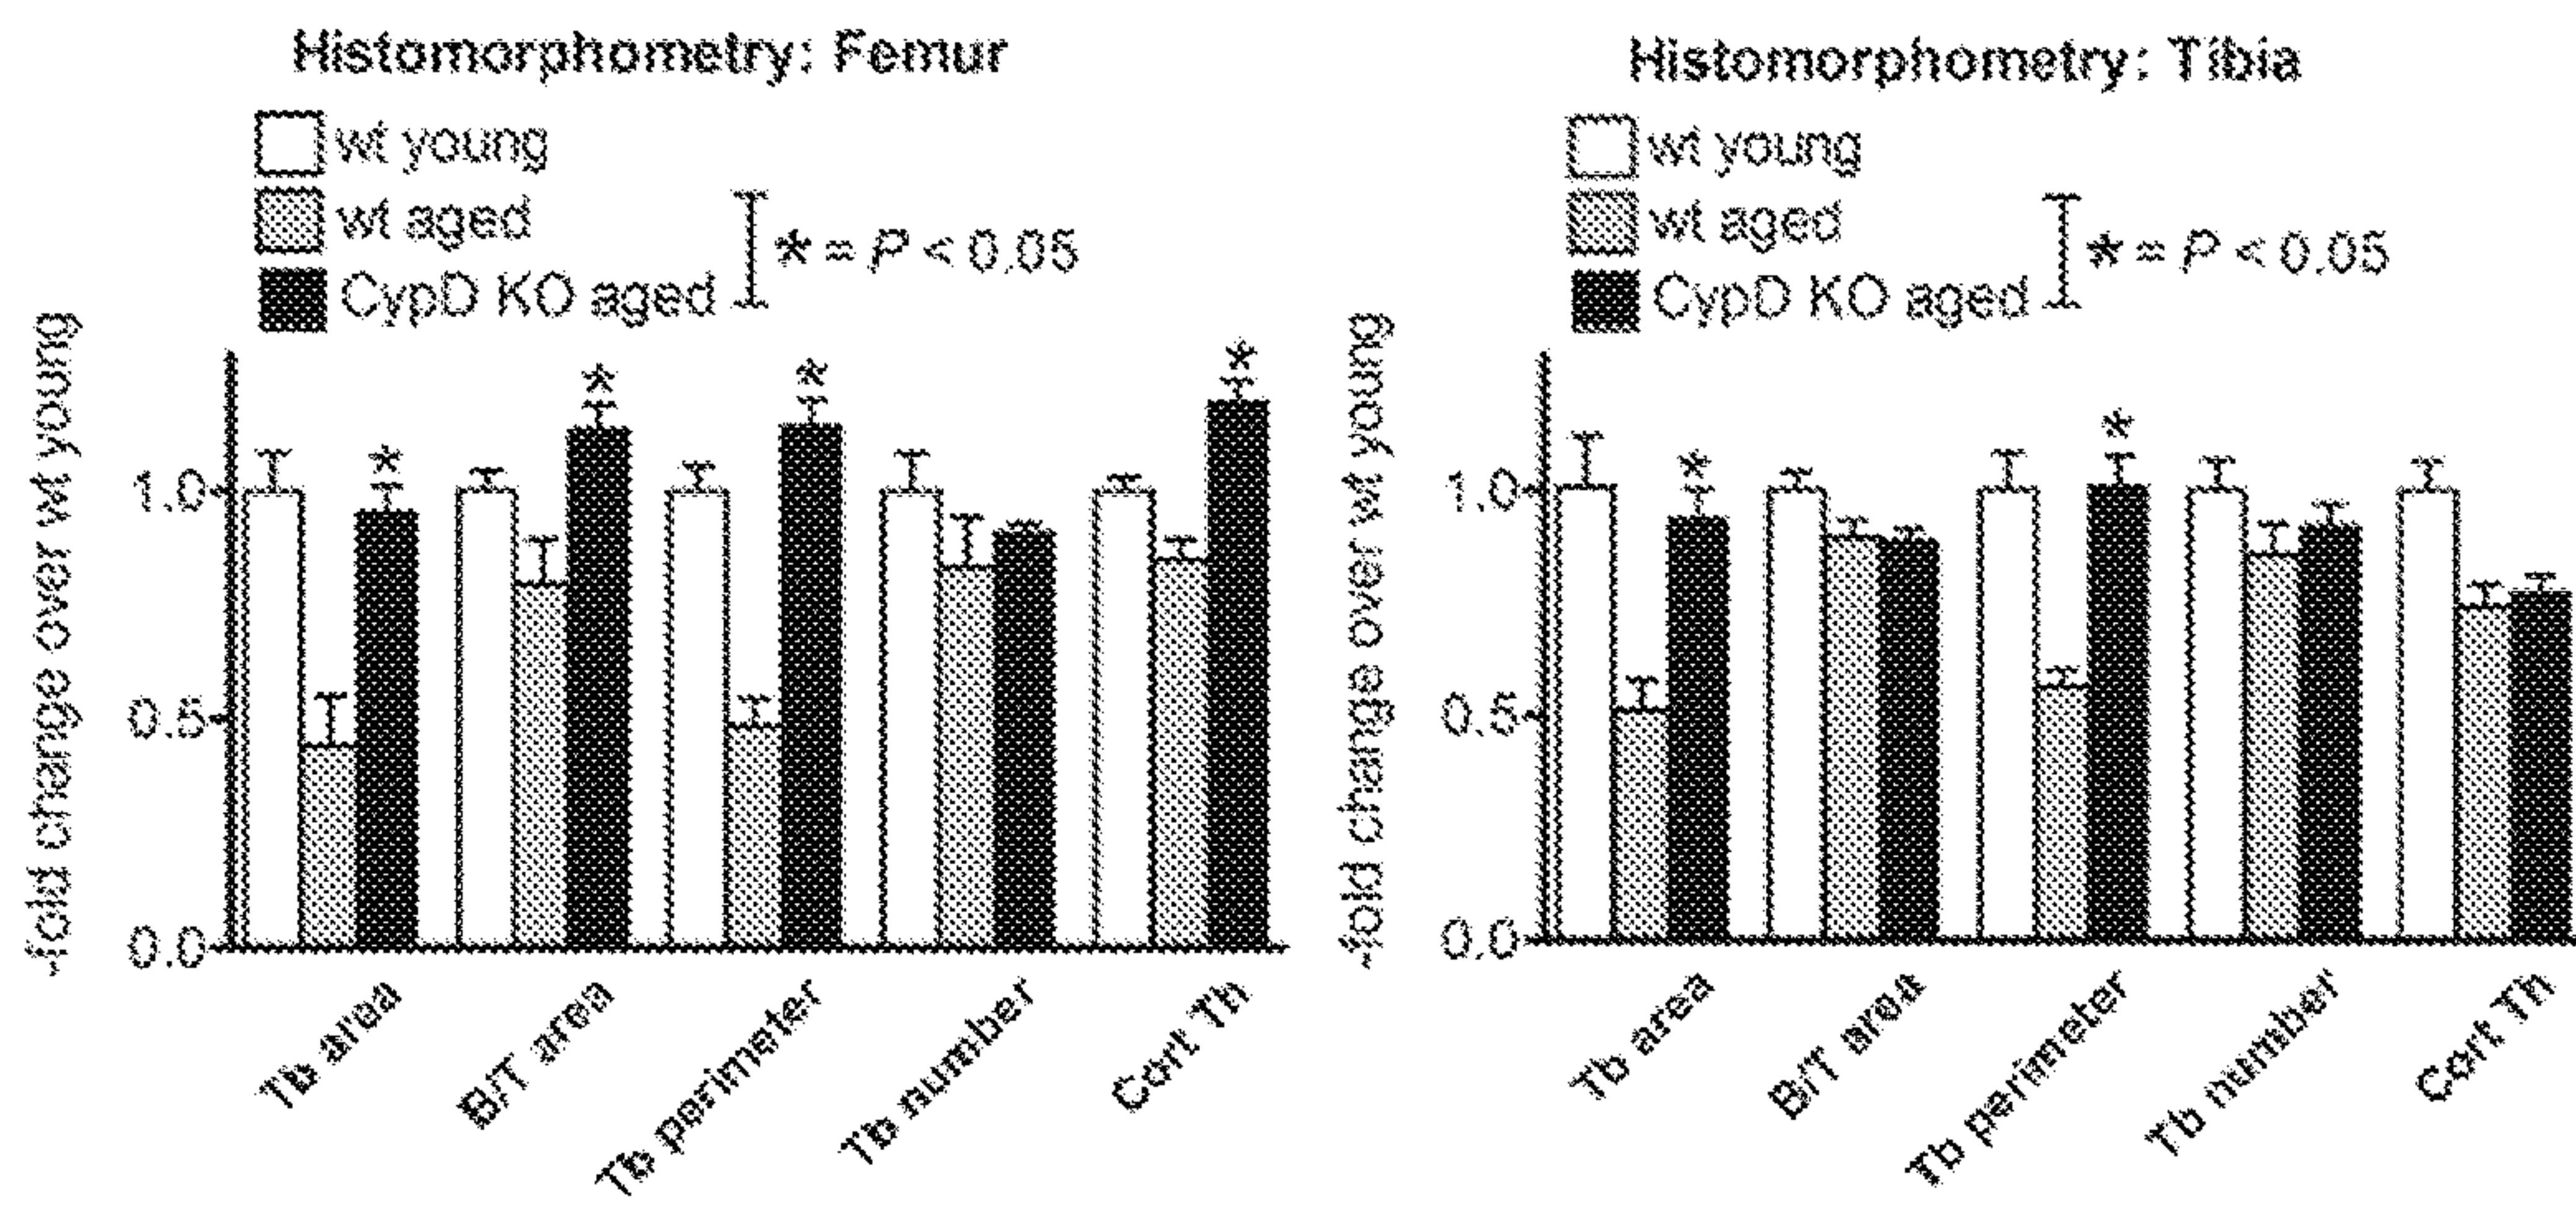 Histomorphometry: Femur
wt young
wt aged
CypD KO aged
* = P < 0.05
-fold change over wt young
1.0
0.5
0.0
*
*
*
*
Tb area
B/T area
Tb perimeter
Tb number
Cort Th
Histomorphometry: Tibia
wt young
wt aged
CypD KO aged
* = P < 0.05
-fold change over wt young
1.0
0.5
0.0
*
*
Tb area
B/T area
Tb perimeter
Tb number
Cort Th